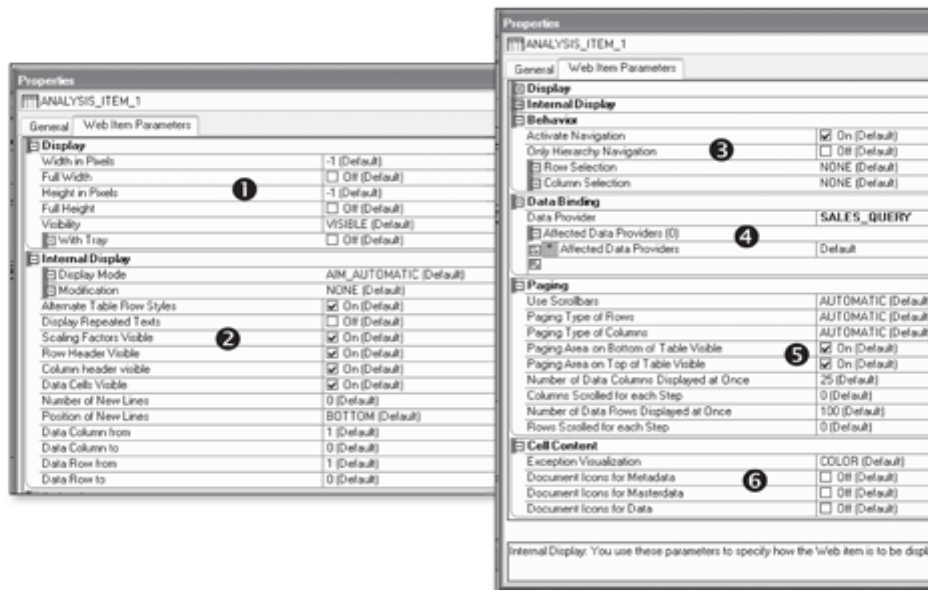 Properties
ANALYSIS_ITEM_1
General Web Item Parameters
Display
Width in Pixels -1 (Default)
Full Width Off (Default)
Height in Pixels -1 (Default)
Full Height Off (Default)
Visibility VISIBLE (Default)
With Tray Off (Default)
1
Internal Display
Display Mode AIM_AUTOMATIC (Default)
Modification NONE (Default)
Alternate Table Row Styles On (Default)
Display Repeated Texts Off (Default)
Scaling Factors Visible On (Default)
2
Row Header Visible On (Default)
Column header visible On (Default)
Data Cells Visible On (Default)
Number of New Lines 0 (Default)
Position of New Lines BOTTOM (Default)
Data Column from 1 (Default)
Data Column to 0 (Default)
Data Row from 1 (Default)
Data Row to 0 (Default)
Properties
ANALYSIS_ITEM_1
General Web Item Parameters
Display
Internal Display
Behavior
Activate Navigation On (Default)
Only Hierarchy Navigation Off (Default)
3
Row Selection NONE (Default)
Column Selection NONE (Default)
Data Binding
Data Provider SALES_QUERY
Affected Data Providers (0)
4
Affected Data Providers Default
Paging
Use Scrollbars AUTOMATIC (Default
Paging Type of Rows AUTOMATIC (Default
Paging Type of Columns AUTOMATIC (Default
Paging Area on Bottom of Table Visible On (Default)
5
Paging Area on Top of Table Visible On (Default)
Number of Data Columns Displayed at Once 25 (Default)
Columns Scrolled for each Step 0 (Default)
Number of Data Rows Displayed at Once 100 (Default)
Rows Scrolled for each Step 0 (Default)
Cell Content
Exception Visualization COLOR (Default)
Document Icons for Metadata Off (Default)
6
Document Icons for Masterdata Off (Default)
Document Icons for Data Off (Default)
Internal Display: You use these parameters to specify how the Web item is to be displ